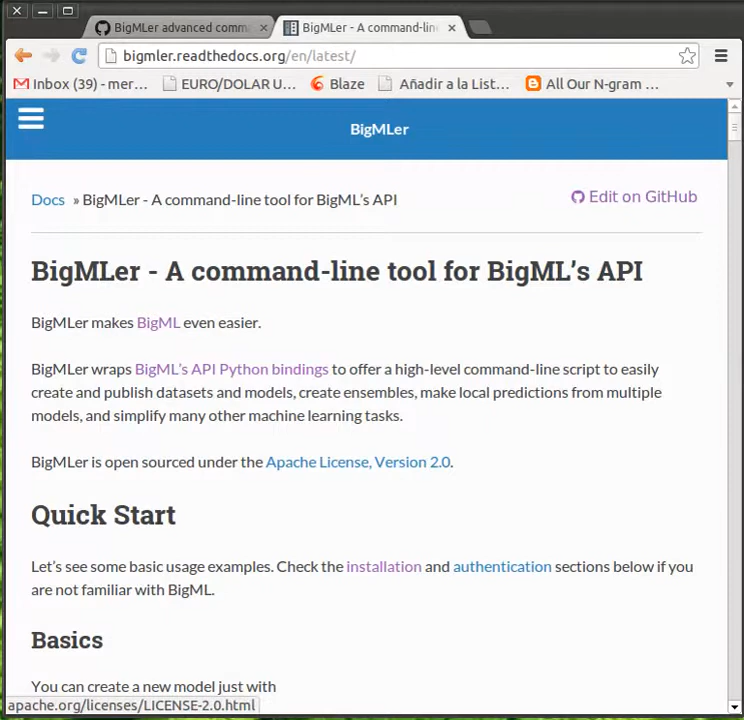 BigMLer advanced comm
BigMLer - A command-lin
bigmler.readthedocs.org/en/latest/
Inbox (39) - mer... EURO/DOLAR U... Blaze Añadir a la List... All Our N-gram ...
BigMLer
Docs » BigMLer - A command-line tool for BigML's API
Edit on GitHub
BigMLer - A command-line tool for BigML's API
BigMLer makes BigML even easier.
BigMLer wraps BigML's API Python bindings to offer a high-level command-line script to easily
create and publish datasets and models, create ensembles, make local predictions from multiple
models, and simplify many other machine learning tasks.
BigMLer is open sourced under the Apache License, Version 2.0.
Quick Start
Let's see some basic usage examples. Check the installation and authentication sections below if you
are not familiar with BigML.
Basics
You can create a new model just with
apache.org/licenses/LICENSE-2.0.html